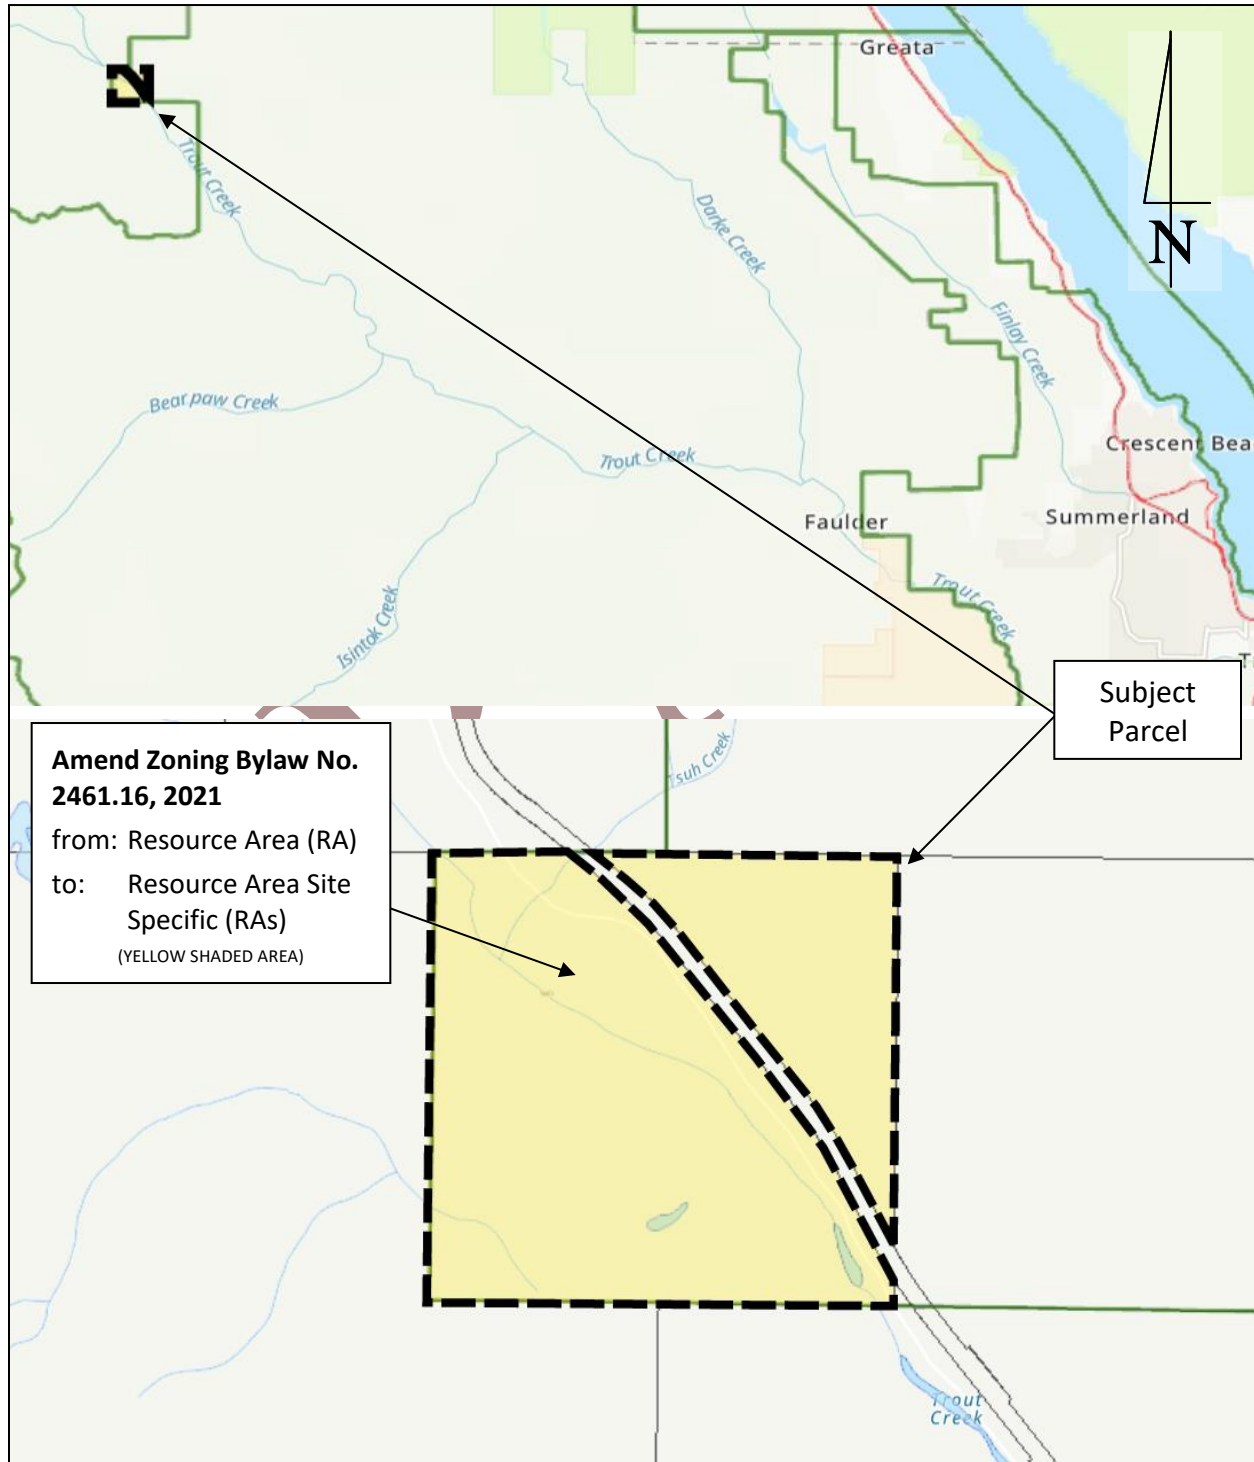 Greata
N
Trout Creek
Darke Creek
Finlay Creek
Bear paw Creek
Crescent Bea
Trout Creek
Faulder
Summerland
Trout Creek
Isintok Creek
Subject
Parcel
Tsuh Creek
Amend Zoning Bylaw No.
2461.16, 2021
from: Resource Area (RA)
to: Resource Area Site
Specific (RAs)
(YELLOW SHADED AREA)
Trout
Creek